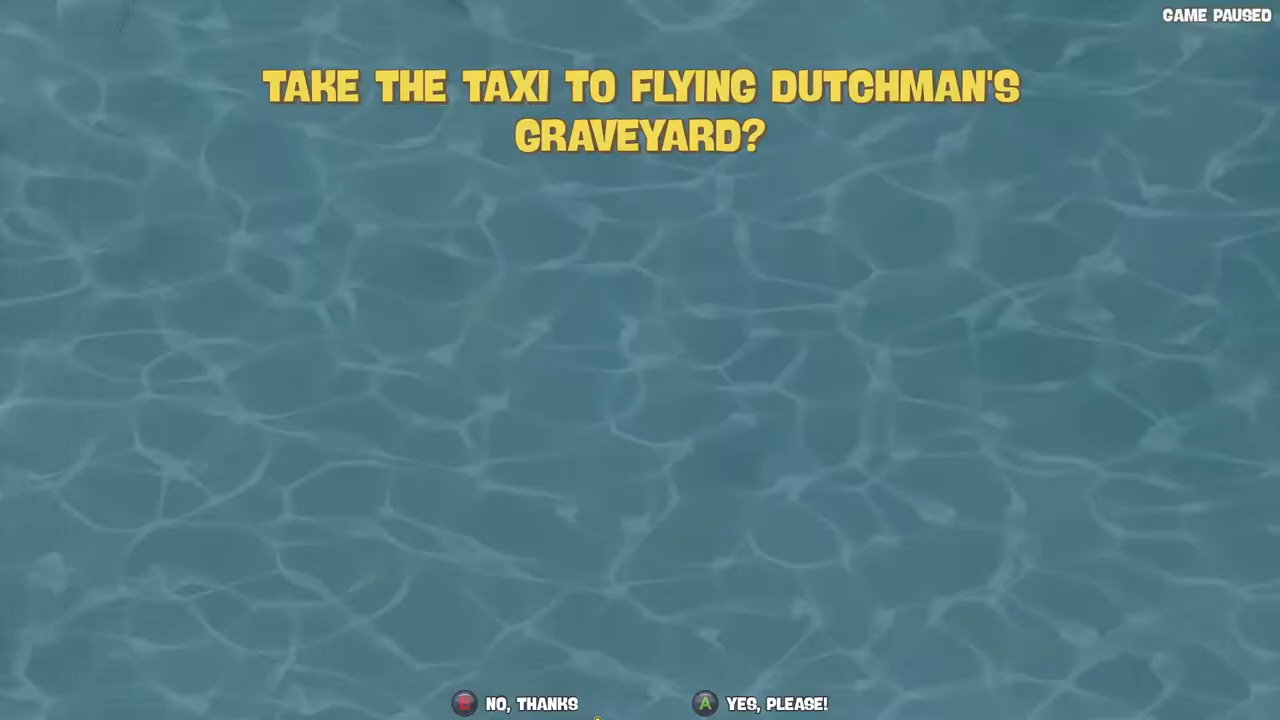 GAME PAUSED
TAKE THE TAXI TO FLYING DUTCHMAN'S
GRAVEYARD?
B NO, THANKS
A YES, PLEASE!